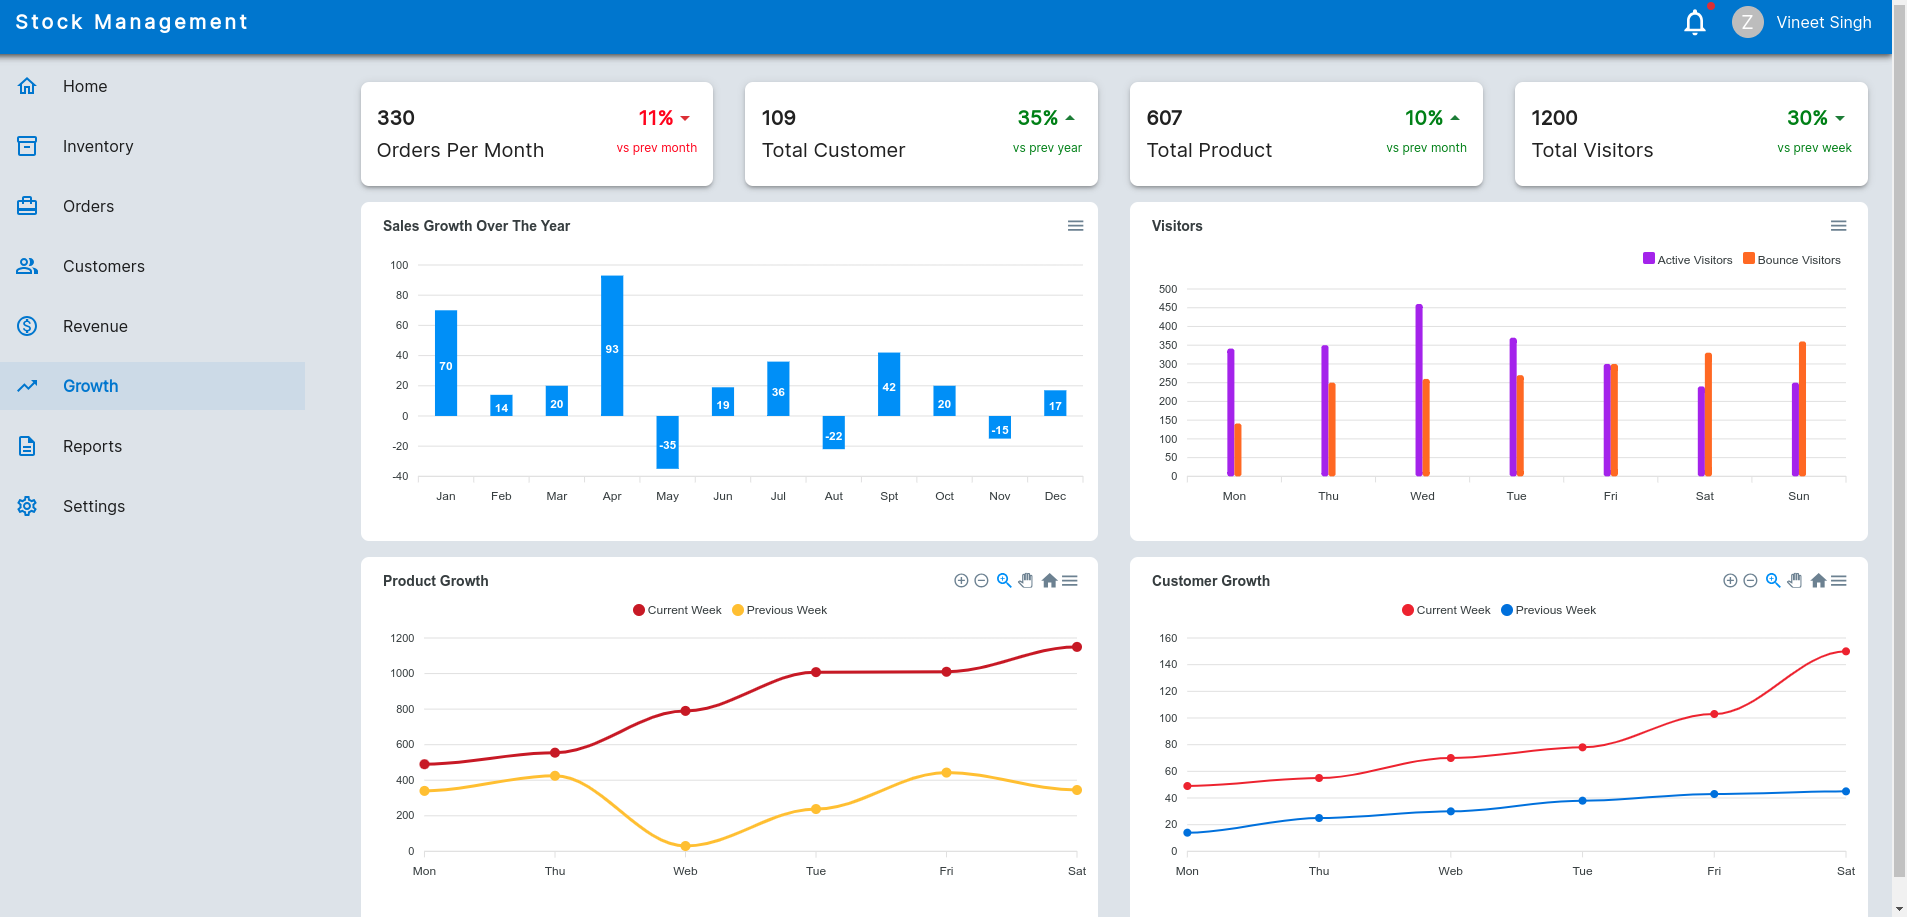 Stock Management
Z Vineet Singh
Home
Inventory
Orders
Customers
Revenue
Growth
Reports
Settings
330 11%
Orders Per Month vs prev month
109 35%
Total Customer vs prev year
607 10%
Total Product vs prev month
1200 30%
Total Visitors vs prev week
Sales Growth Over The Year
100
80
60
40
20
0
-20
-40
70 14 20 93 -35 19 36 -22 42 20 -15 17
Jan Feb Mar Apr May Jun Jul Aut Spt Oct Nov Dec
Visitors
Active Visitors Bounce Visitors
500
450
400
350
300
250
200
150
100
50
0
Mon Thu Wed Tue Fri Sat Sun
Product Growth
Current Week Previous Week
1200
1000
800
600
400
200
0
Mon Thu Web Tue Fri Sat
Customer Growth
Current Week Previous Week
160
140
120
100
80
60
40
20
0
Mon Thu Web Tue Fri Sat